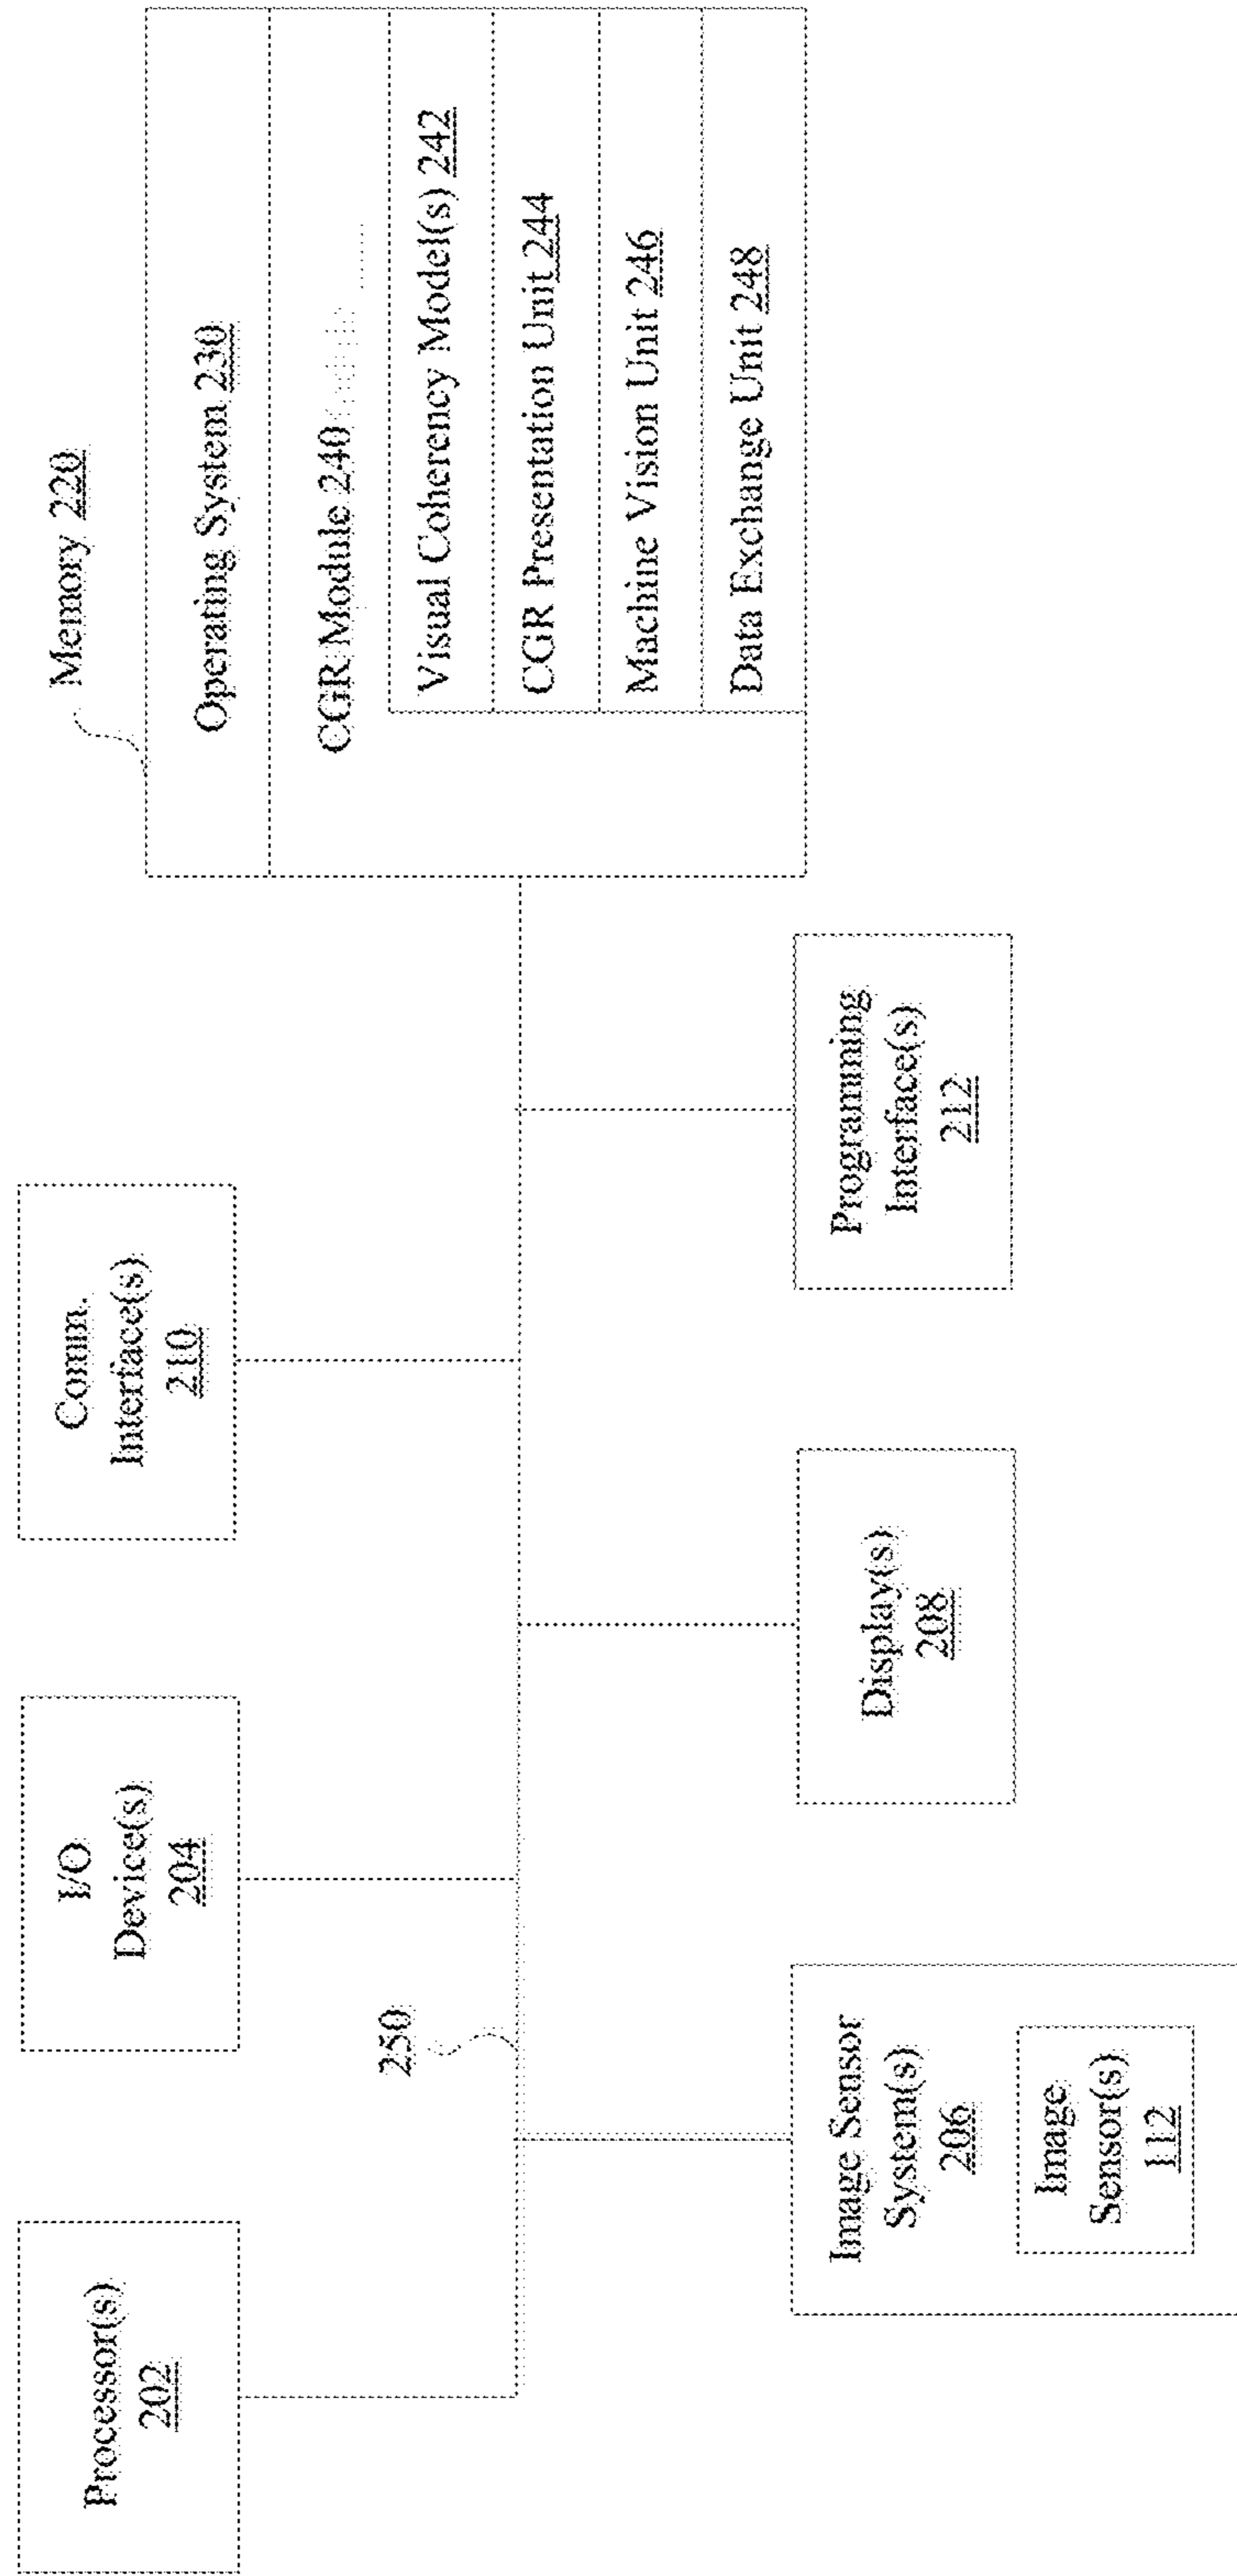 Processor(s)
202
I/O
Device(s)
204
Comm.
Interface(s)
210
250
Image Sensor
System(s)
206
Image
Sensor(s)
112
Display(s)
208
Programming
Interface(s)
212
Memory 220
Operating System 230
CGR Module 240
Visual Coherency Model(s) 242
CGR Presentation Unit 244
Machine Vision Unit 246
Data Exchange Unit 248